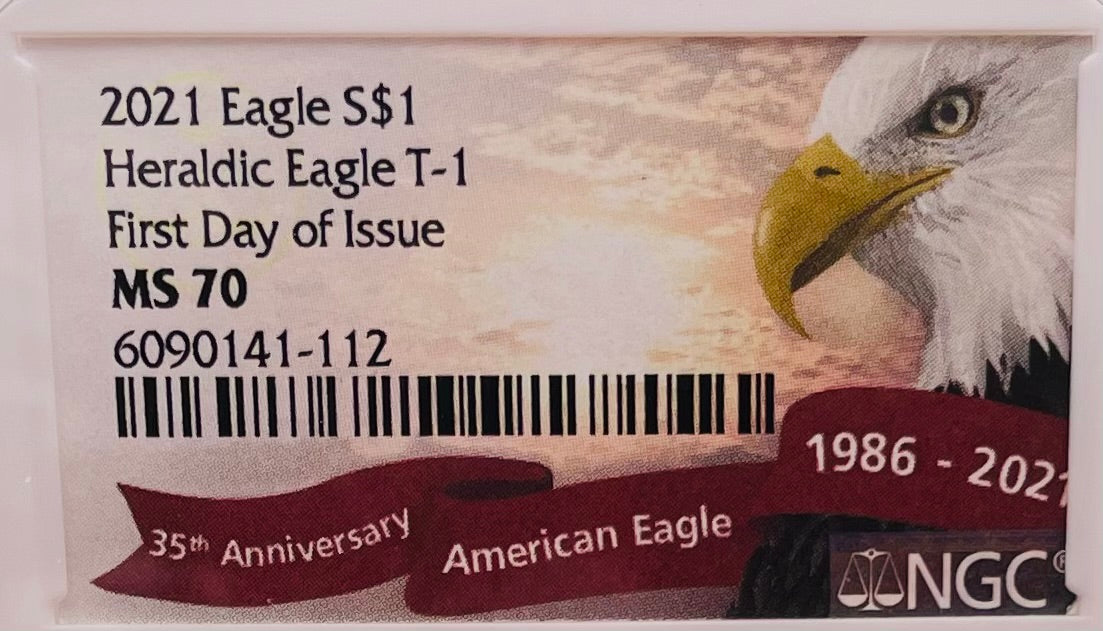 2021 Eagle S$1
Heraldic Eagle T-1
First Day of Issue
MS 70
6090141-112
1986 - 2021
35th Anniversary American Eagle
NGC®